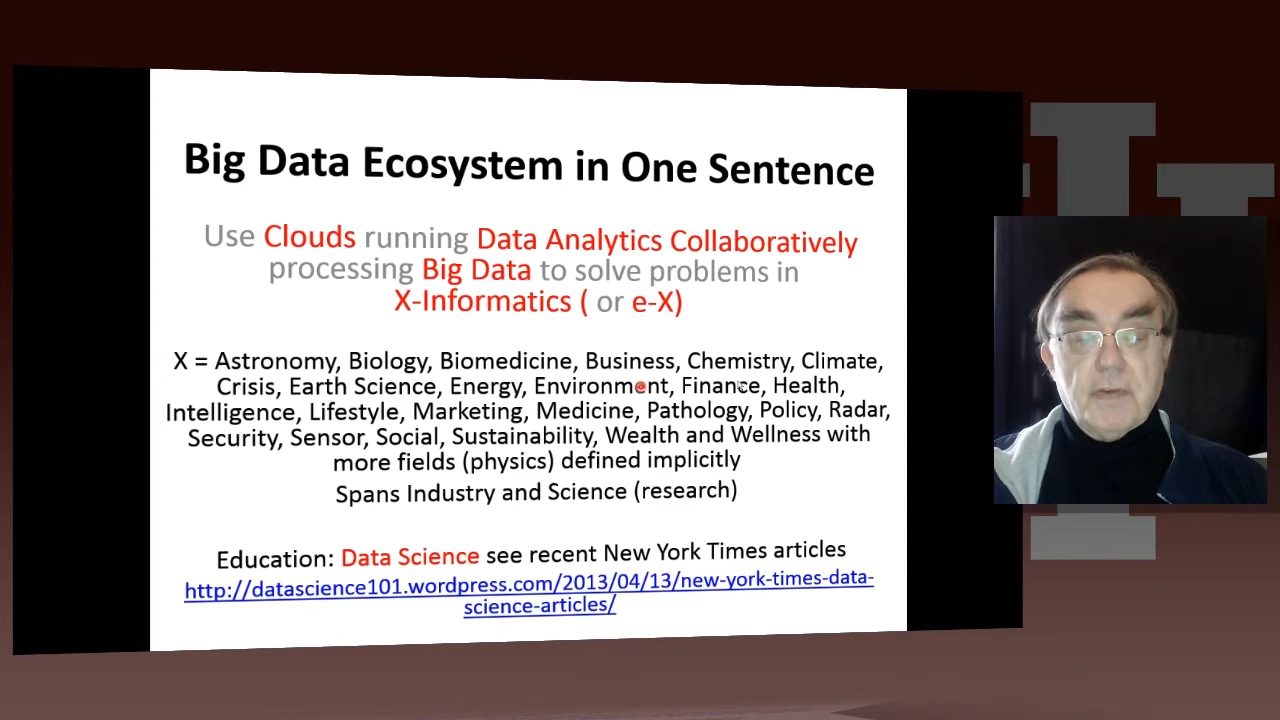 Big Data Ecosystem in One Sentence
Use Clouds running Data Analytics Collaboratively
processing Big Data to solve problems in
X-Informatics ( or e-X)
X = Astronomy, Biology, Biomedicine, Business, Chemistry, Climate,
Crisis, Earth Science, Energy, Environment, Finance, Health,
Intelligence, Lifestyle, Marketing, Medicine, Pathology, Policy, Radar,
Security, Sensor, Social, Sustainability, Wealth and Wellness with
more fields (physics) defined implicitly
Spans Industry and Science (research)
Education: Data Science see recent New York Times articles
http://datascience101.wordpress.com/2013/04/13/new-york-times-data-
science-articles/